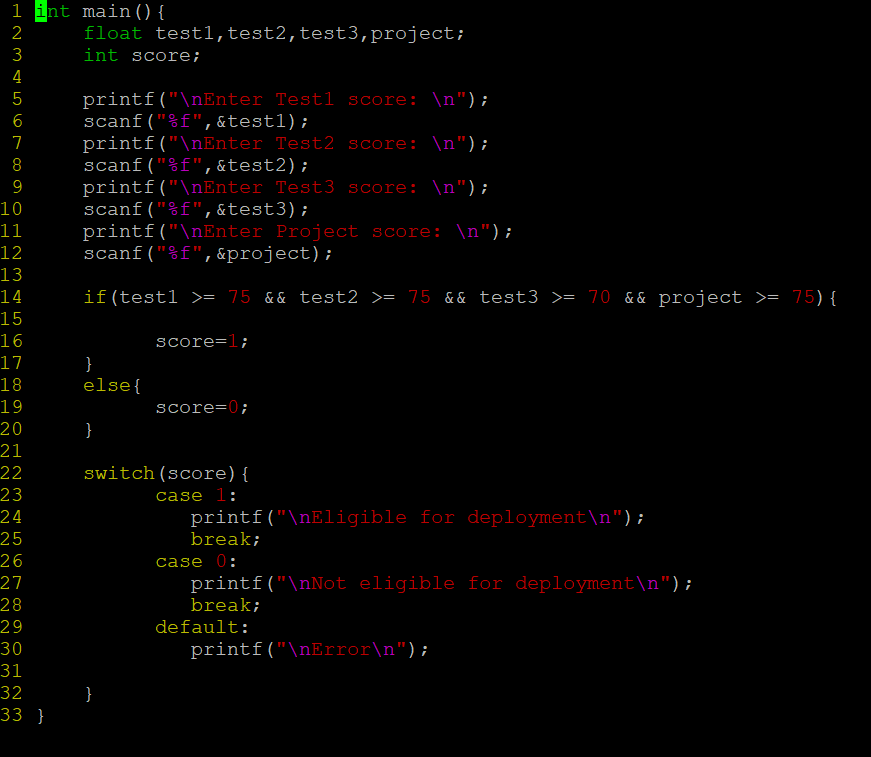 1 int main(){
2     float test1,test2,test3,project;
3     int score;
4
5     printf("\nEnter Test1 score: \n");
6     scanf("%f",&test1);
7     printf("\nEnter Test2 score: \n");
8     scanf("%f",&test2);
9     printf("\nEnter Test3 score: \n");
10     scanf("%f",&test3);
11     printf("\nEnter Project score: \n");
12     scanf("%f",&project);
13
14     if(test1 >= 75 && test2 >= 75 && test3 >= 70 && project >= 75){
15
16           score=1;
17     }
18     else{
19           score=0;
20     }
21
22     switch(score){
23           case 1:
24              printf("\nEligible for deployment\n");
25              break;
26           case 0:
27              printf("\nNot eligible for deployment\n");
28              break;
29           default:
30              printf("\nError\n");
31
32     }
33 }